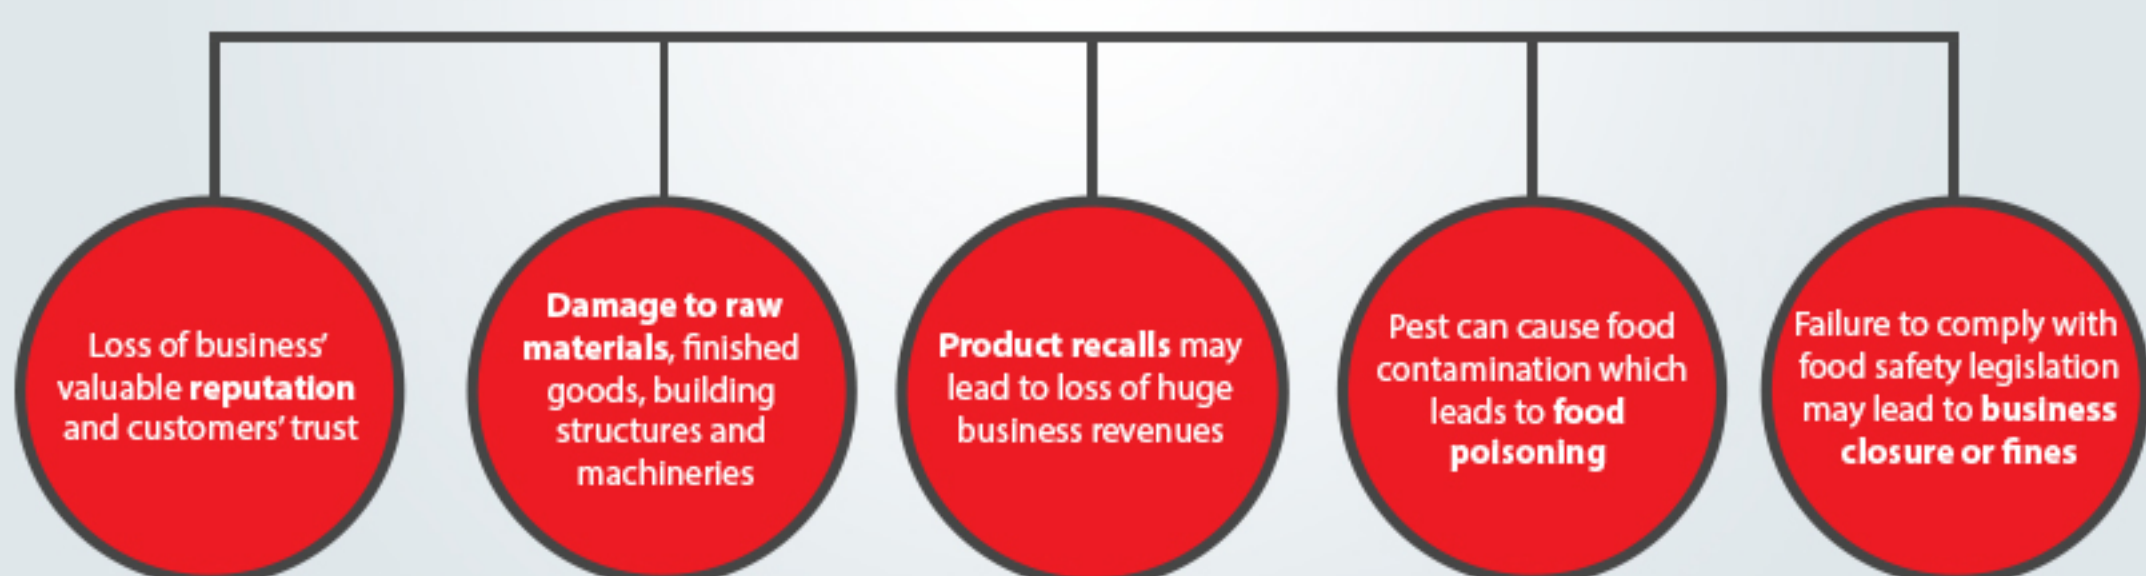 Loss of business’
valuable reputation
and customers’ trust
Damage to raw
materials, finished
goods, building
structures and
machineries
Product recalls may
lead to loss of huge
business revenues
Pest can cause food
contamination which
leads to food
poisoning
Failure to comply with
food safety legislation
may lead to business
closure or fines